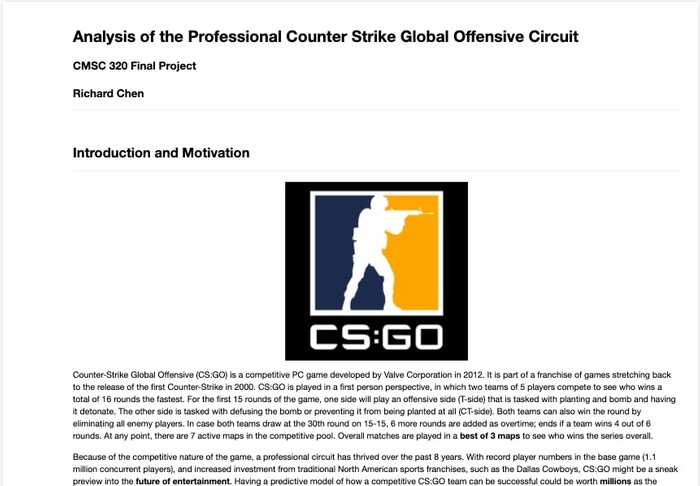 Analysis of the Professional Counter Strike Global Offensive Circuit
CMSC 320 Final Project
Richard Chen
Introduction and Motivation
CS:GO
Counter-Strike Global Offensive (CS:GO) is a competitive PC game developed by Valve Corporation in 2012. It is part of a franchise of games stretching back
to the release of the first Counter-Strike in 2000. CS:GO is played in a first person perspective, in which two teams of 5 players compete to see who wins a
total of 16 rounds the fastest. For the first 15 rounds of the game, one side will play an offensive side (T-side) that is tasked with planting and bomb and having
it detonate. The other side is tasked with defusing the bomb or preventing it from being planted at all (CT-side). Both teams can also win the round by
eliminating all enemy players. In case both teams draw at the 30th round on 15-15, 6 more rounds are added as overtime; ends if a team wins 4 out of 6
rounds. At any point, there are 7 active maps in the competitive pool. Overall matches are played in a best of 3 maps to see who wins the series overall.
Because of the competitive nature of the game, a professional circuit has thrived over the past 8 years. With record player numbers in the base game (1.1
million concurrent players), and increased investment from traditional North American sports franchises, such as the Dallas Cowboys, CS:GO might be a sneak
preview into the future of entertainment. Having a predictive model of how a competitive CS:GO team can be successful could be worth millions as the